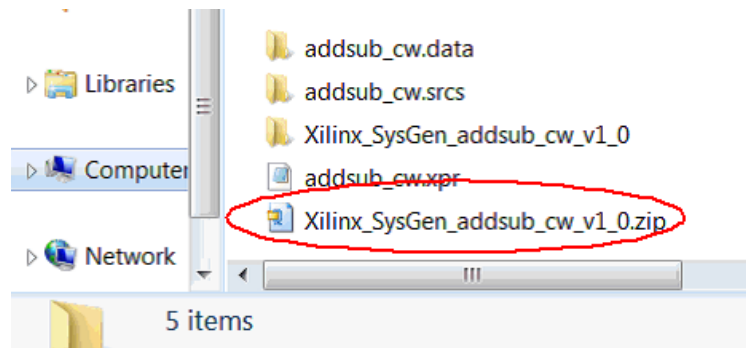 Libraries
Computer
Network
addsub_cw.data
addsub_cw.srcs
Xilinx_SysGen_addsub_cw_v1_0
addsub_cw.xpr
Xilinx_SysGen_addsub_cw_v1_0.zip
5 items